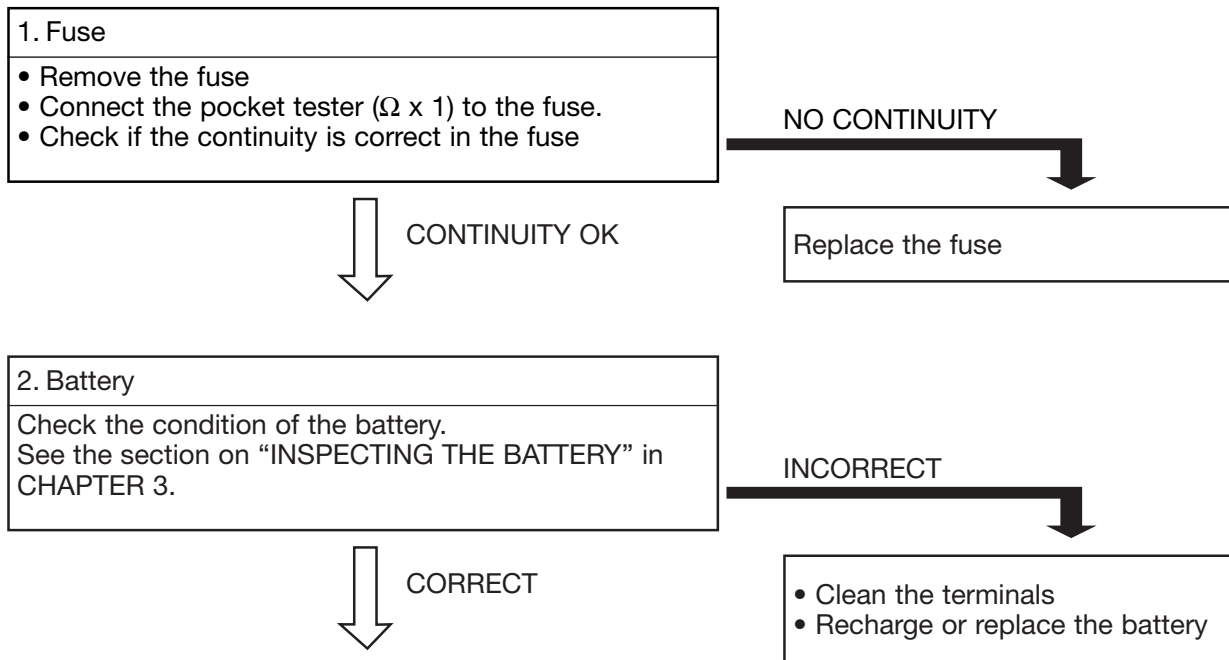 1. Fuse
• Remove the fuse
• Connect the pocket tester (Ω x 1) to the fuse.
• Check if the continuity is correct in the fuse
NO CONTINUITY
Replace the fuse
CONTINUITY OK
2. Battery
Check the condition of the battery.
See the section on “INSPECTING THE BATTERY” in
CHAPTER 3.
INCORRECT
• Clean the terminals
• Recharge or replace the battery
CORRECT